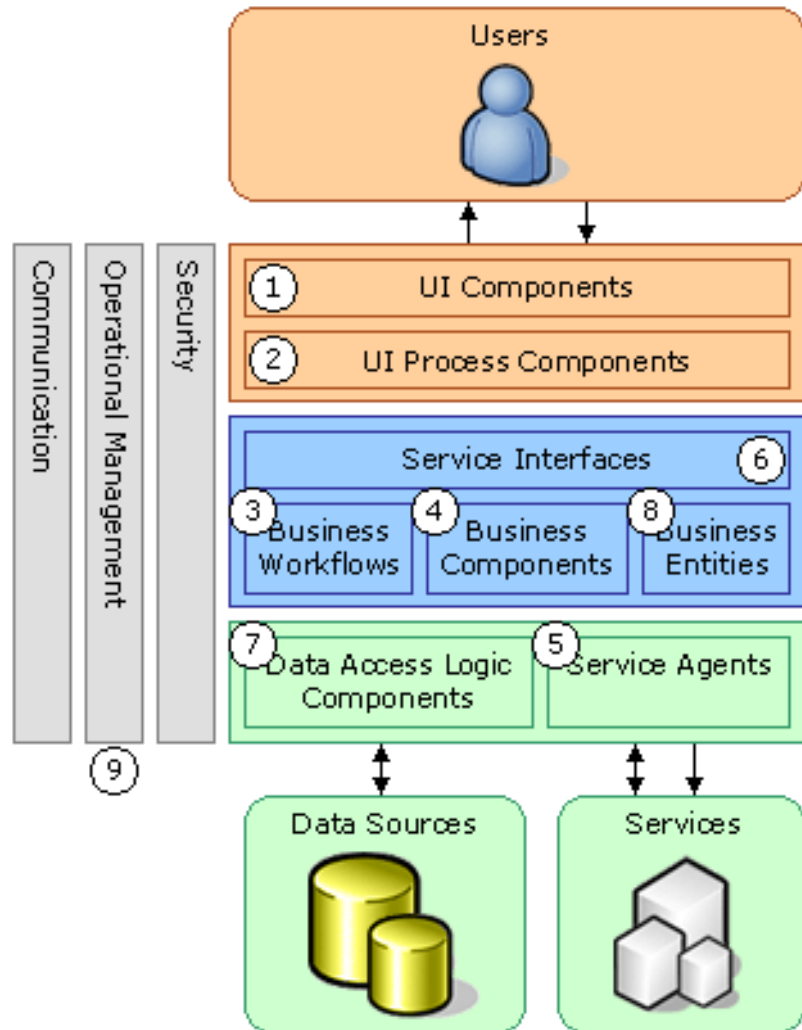 Users
Communication
Operational Management
Security
1
UI Components
2
UI Process Components
Service Interfaces
6
3
Business
Workflows
4
Business
Components
8
Business
Entities
7
Data Access Logic
Components
5
Service Agents
9
Data Sources
Services